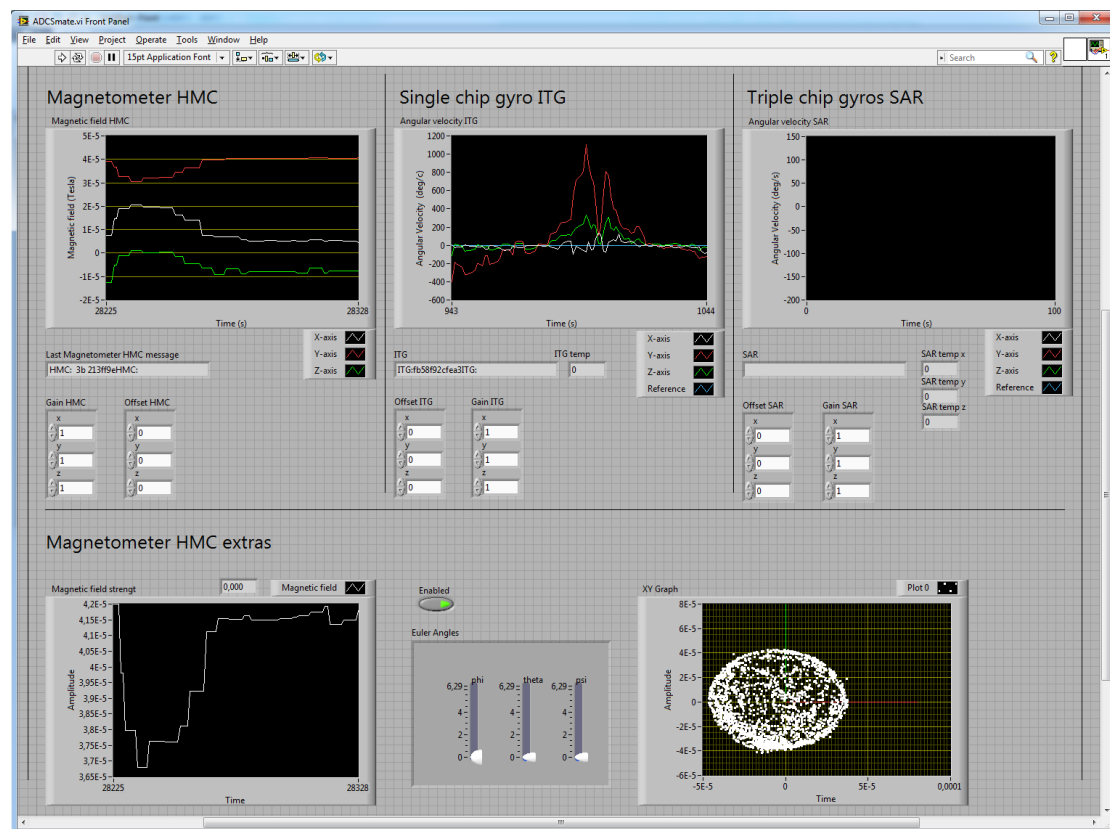 ADCSmate.vi Front Panel
File Edit View Project Operate Tools Window Help
15pt Application Font
Search
Magnetometer HMC
Magnetic field HMC
5E-5
4E-5
3E-5
2E-5
1E-5
0
-1E-5
-2E-5
Magnetic field (Tesla)
28225 28328
Time (s)
X-axis
Y-axis
Z-axis
Last Magnetometer HMC message
HMC: 3b 213ff9eHMC:
Gain HMC Offset HMC
x x
1 0
y y
1 0
z z
1 0
Single chip gyro ITG
Angular velocity ITG
1200
1000
800
600
400
200
0
-200
-400
-600
Angular Velocity (deg/c)
943 1044
Time (s)
X-axis
Y-axis
Z-axis
Reference
ITG ITG temp
ITG:fb58f92cfea3ITG: 0
Offset ITG Gain ITG
x x
0 1
y y
0 1
z z
0 1
Triple chip gyros SAR
Angular velocity SAR
150
100
50
0
-50
-100
-150
-200
Angular Velocity (deg/s)
0 100
Time (s)
X-axis
Y-axis
Z-axis
Reference
SAR
SAR temp x
0
SAR temp y
0
SAR temp z
0
Offset SAR Gain SAR
x x
0 1
y y
0 1
z z
0 1
Magnetometer HMC extras
Magnetic field strengt 0,000 Magnetic field
4,2E-5
4,15E-5
4,1E-5
4,05E-5
4E-5
3,95E-5
3,9E-5
3,85E-5
3,8E-5
3,75E-5
3,7E-5
3,65E-5
Amplitude
28225 28328
Time
Enabled
Euler Angles
phi theta psi
6,29 6,29 6,29
4 4 4
2 2 2
0 0 0
XY Graph Plot 0
8E-5
6E-5
4E-5
2E-5
0
-2E-5
-4E-5
-6E-5
Amplitude
-5E-5 0 5E-5 0,0001
Time